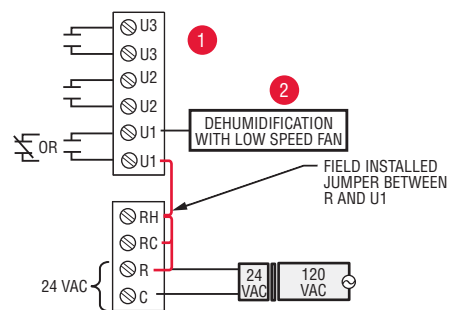 U3
1
U3
U2
2
U2
DEHUMIDIFICATION
WITH LOW SPEED FAN
U1
OR
U1
FIELD INSTALLED
JUMPER BETWEEN
R AND U1
RH
RC
R
24 VAC
C
24
VAC
120
VAC